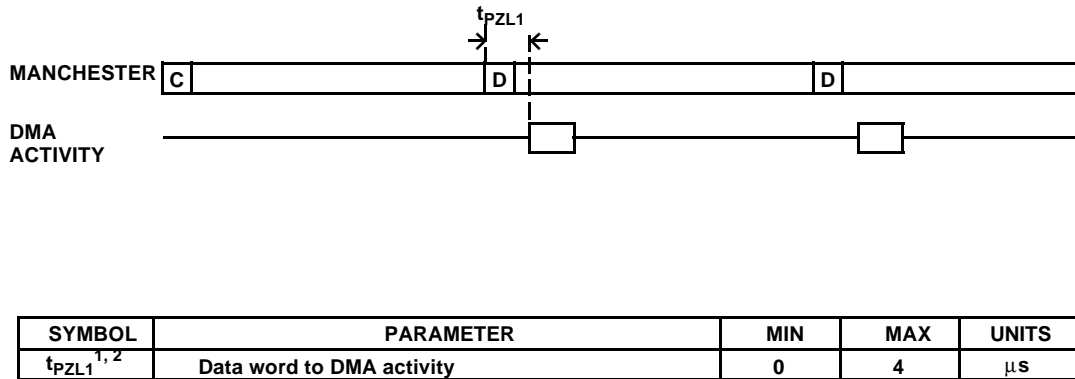 tPZL1
MANCHESTER C D D
DMA
ACTIVITY
SYMBOL PARAMETER MIN MAX UNITS
tPZL1 1, 2 Data word to DMA activity 0 4 μs